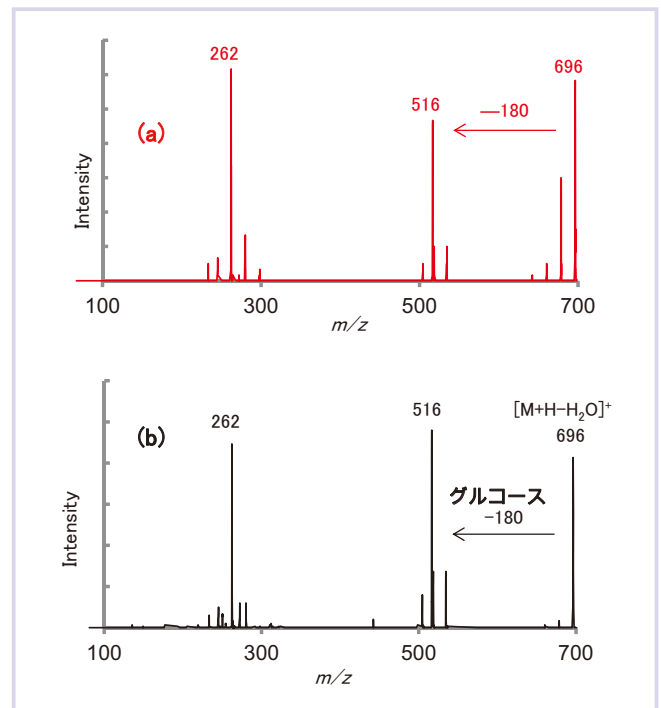 262
696
516
—180
(a)
Intensity
100
300
500
700
m/z
[M+H-H₂O]⁺
262
516
696
(b)
グルコース
-180
Intensity
100
300
500
700
m/z